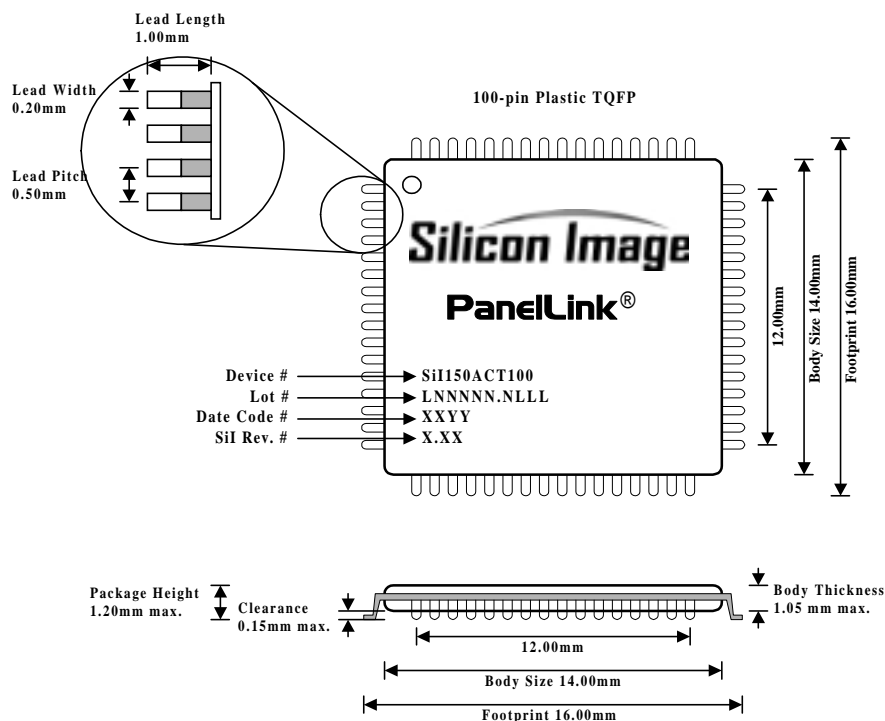 Lead Length
1.00mm
Lead Width
0.20mm
Lead Pitch
0.50mm
100-pin Plastic TQFP
Silicon Image
PanelLink®
Device #
SiI150ACT100
Lot #
LNNNNN.NLLL
Date Code #
XXYY
SiI Rev. #
X.XX
12.00mm
Body Size 14.00mm
Footprint 16.00mm
Package Height
1.20mm max.
Clearance
0.15mm max.
Body Thickness
1.05 mm max.
12.00mm
Body Size 14.00mm
Footprint 16.00mm